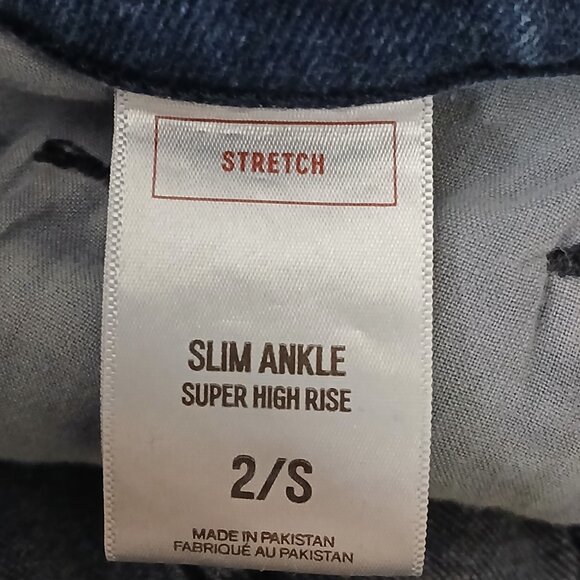 STRETCH
SLIM ANKLE
SUPER HIGH RISE
2/S
MADE IN PAKISTAN
FABRIQUÉ AU PAKISTAN